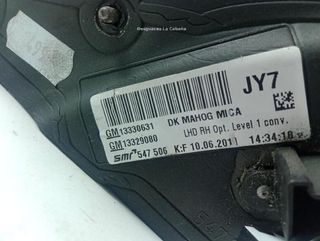 Desguaces La Cabaña
JY7
DK MAHOG MICA
GM13330631
LHD RH Opt. Level 1 conv.
GM13329080
smr 547 506 K:F 10.06.2011 14:34:18